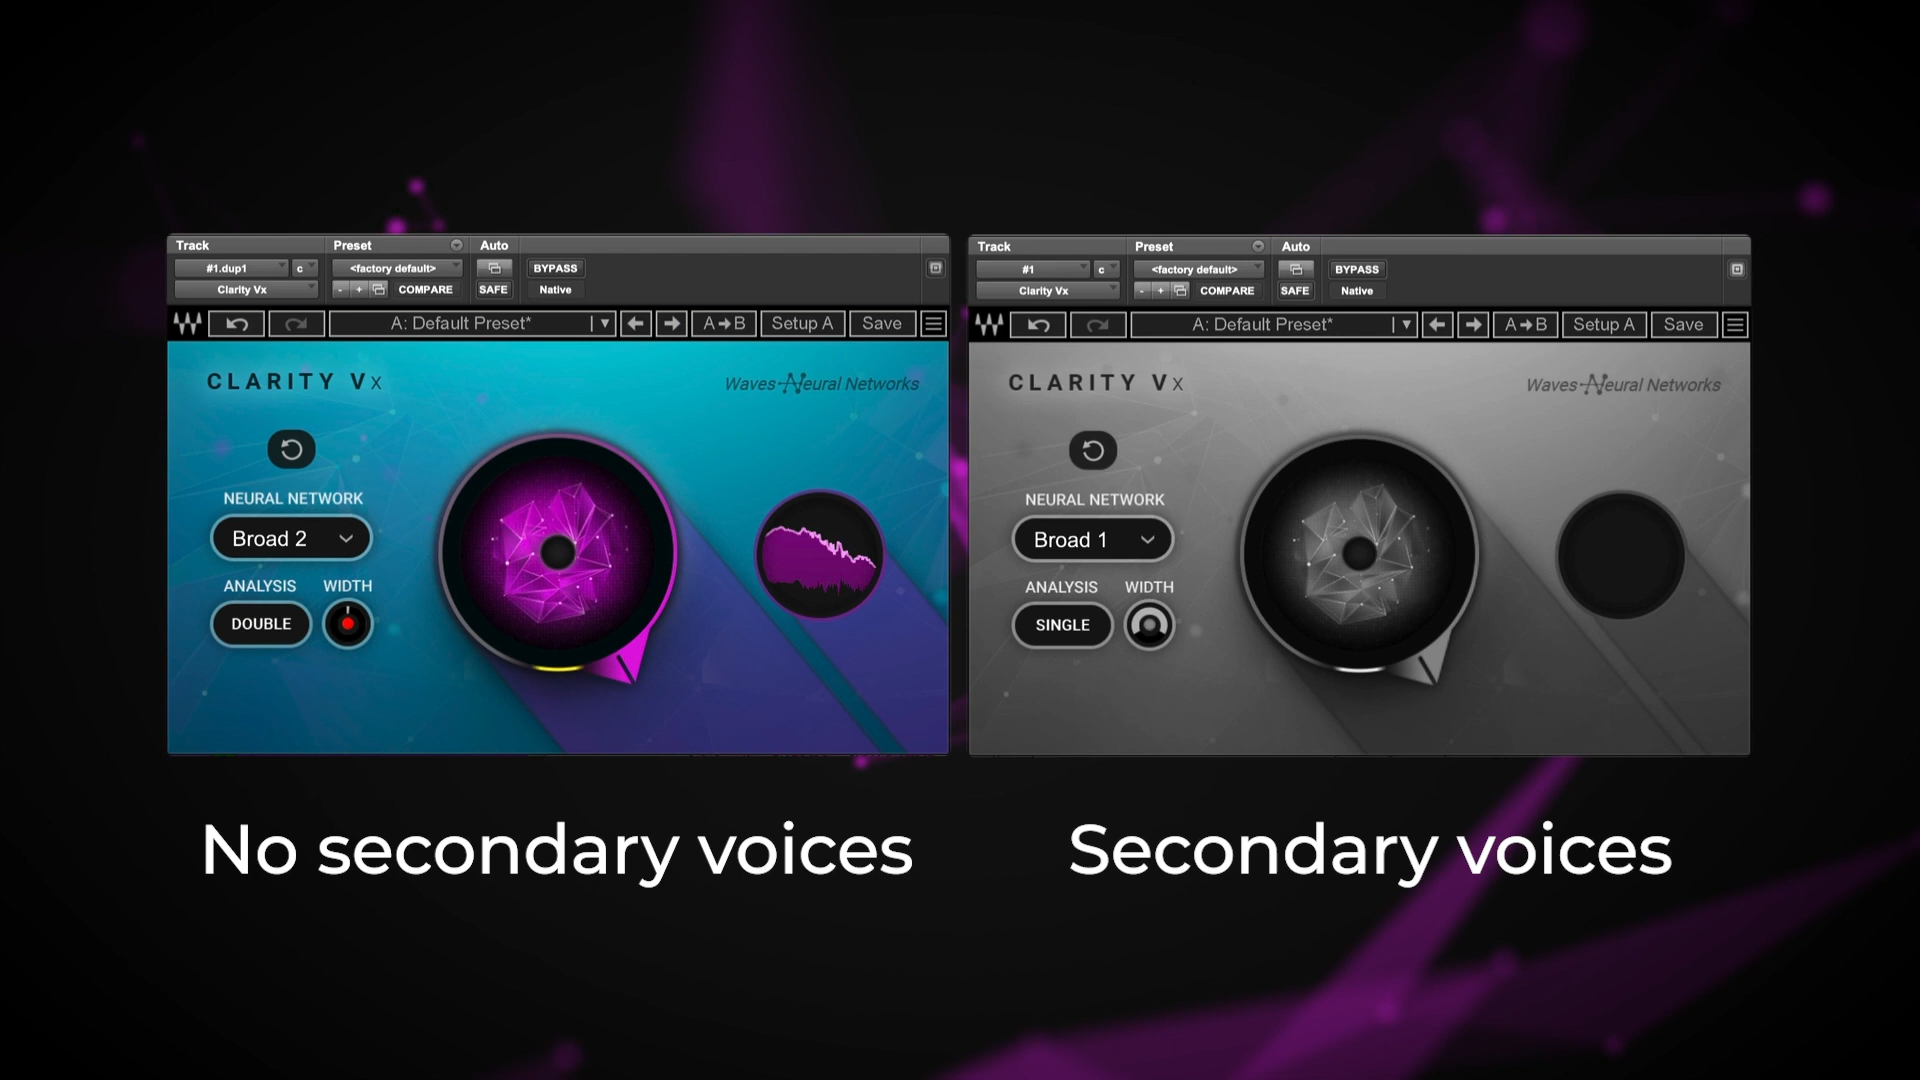 Track Preset Auto
#1.dup1 c <factory default> BYPASS
Clarity Vx - + COMPARE SAFE Native
A: Default Preset* A→B Setup A Save
CLARITY Vx
Waves Neural Networks
NEURAL NETWORK
Broad 2
ANALYSIS WIDTH
DOUBLE
No secondary voices
Track Preset Auto
#1 c <factory default> BYPASS
Clarity Vx - + COMPARE SAFE Native
A: Default Preset* A→B Setup A Save
CLARITY Vx
Waves Neural Networks
NEURAL NETWORK
Broad 1
ANALYSIS WIDTH
SINGLE
Secondary voices